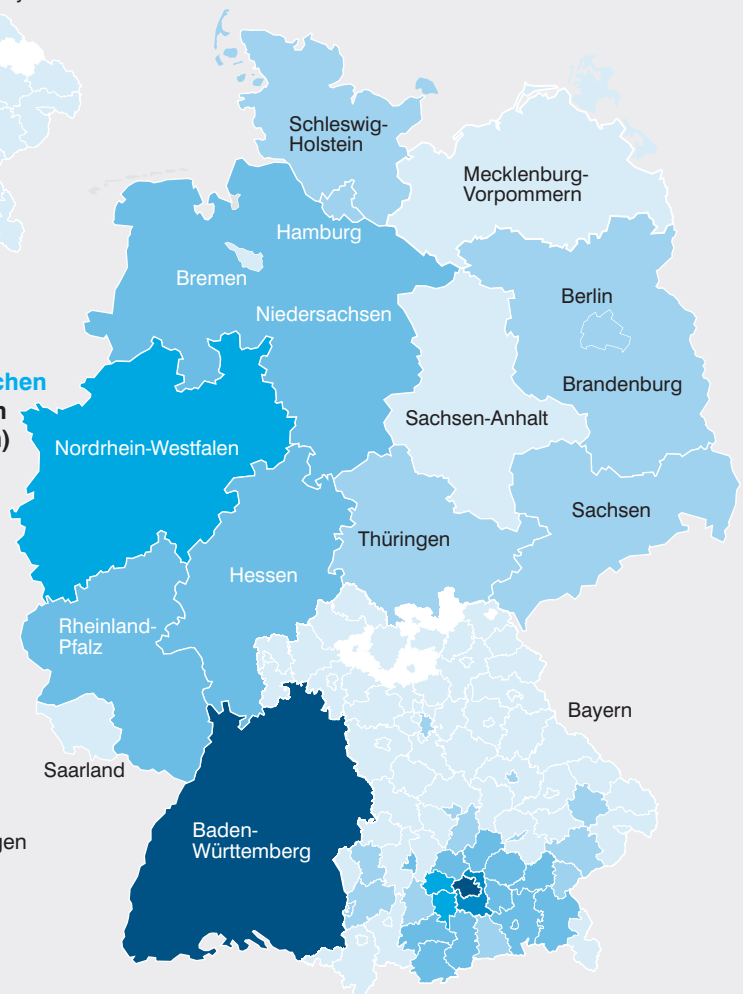 Schleswig-
Holstein
Mecklenburg-
Vorpommern
Hamburg
Bremen
Berlin
Niedersachsen
chen
Brandenburg
Sachsen-Anhalt
)
Nordrhein-Westfalen
Sachsen
Thüringen
Hessen
Rheinland-
Pfalz
Bayern
Saarland
Baden-
Württemberg
gen